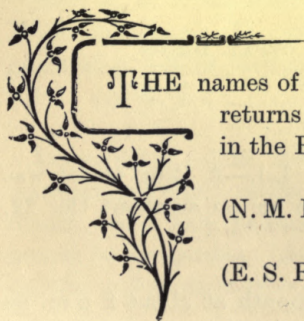 THE names of
returns
in the
(N. M.
(E. S.